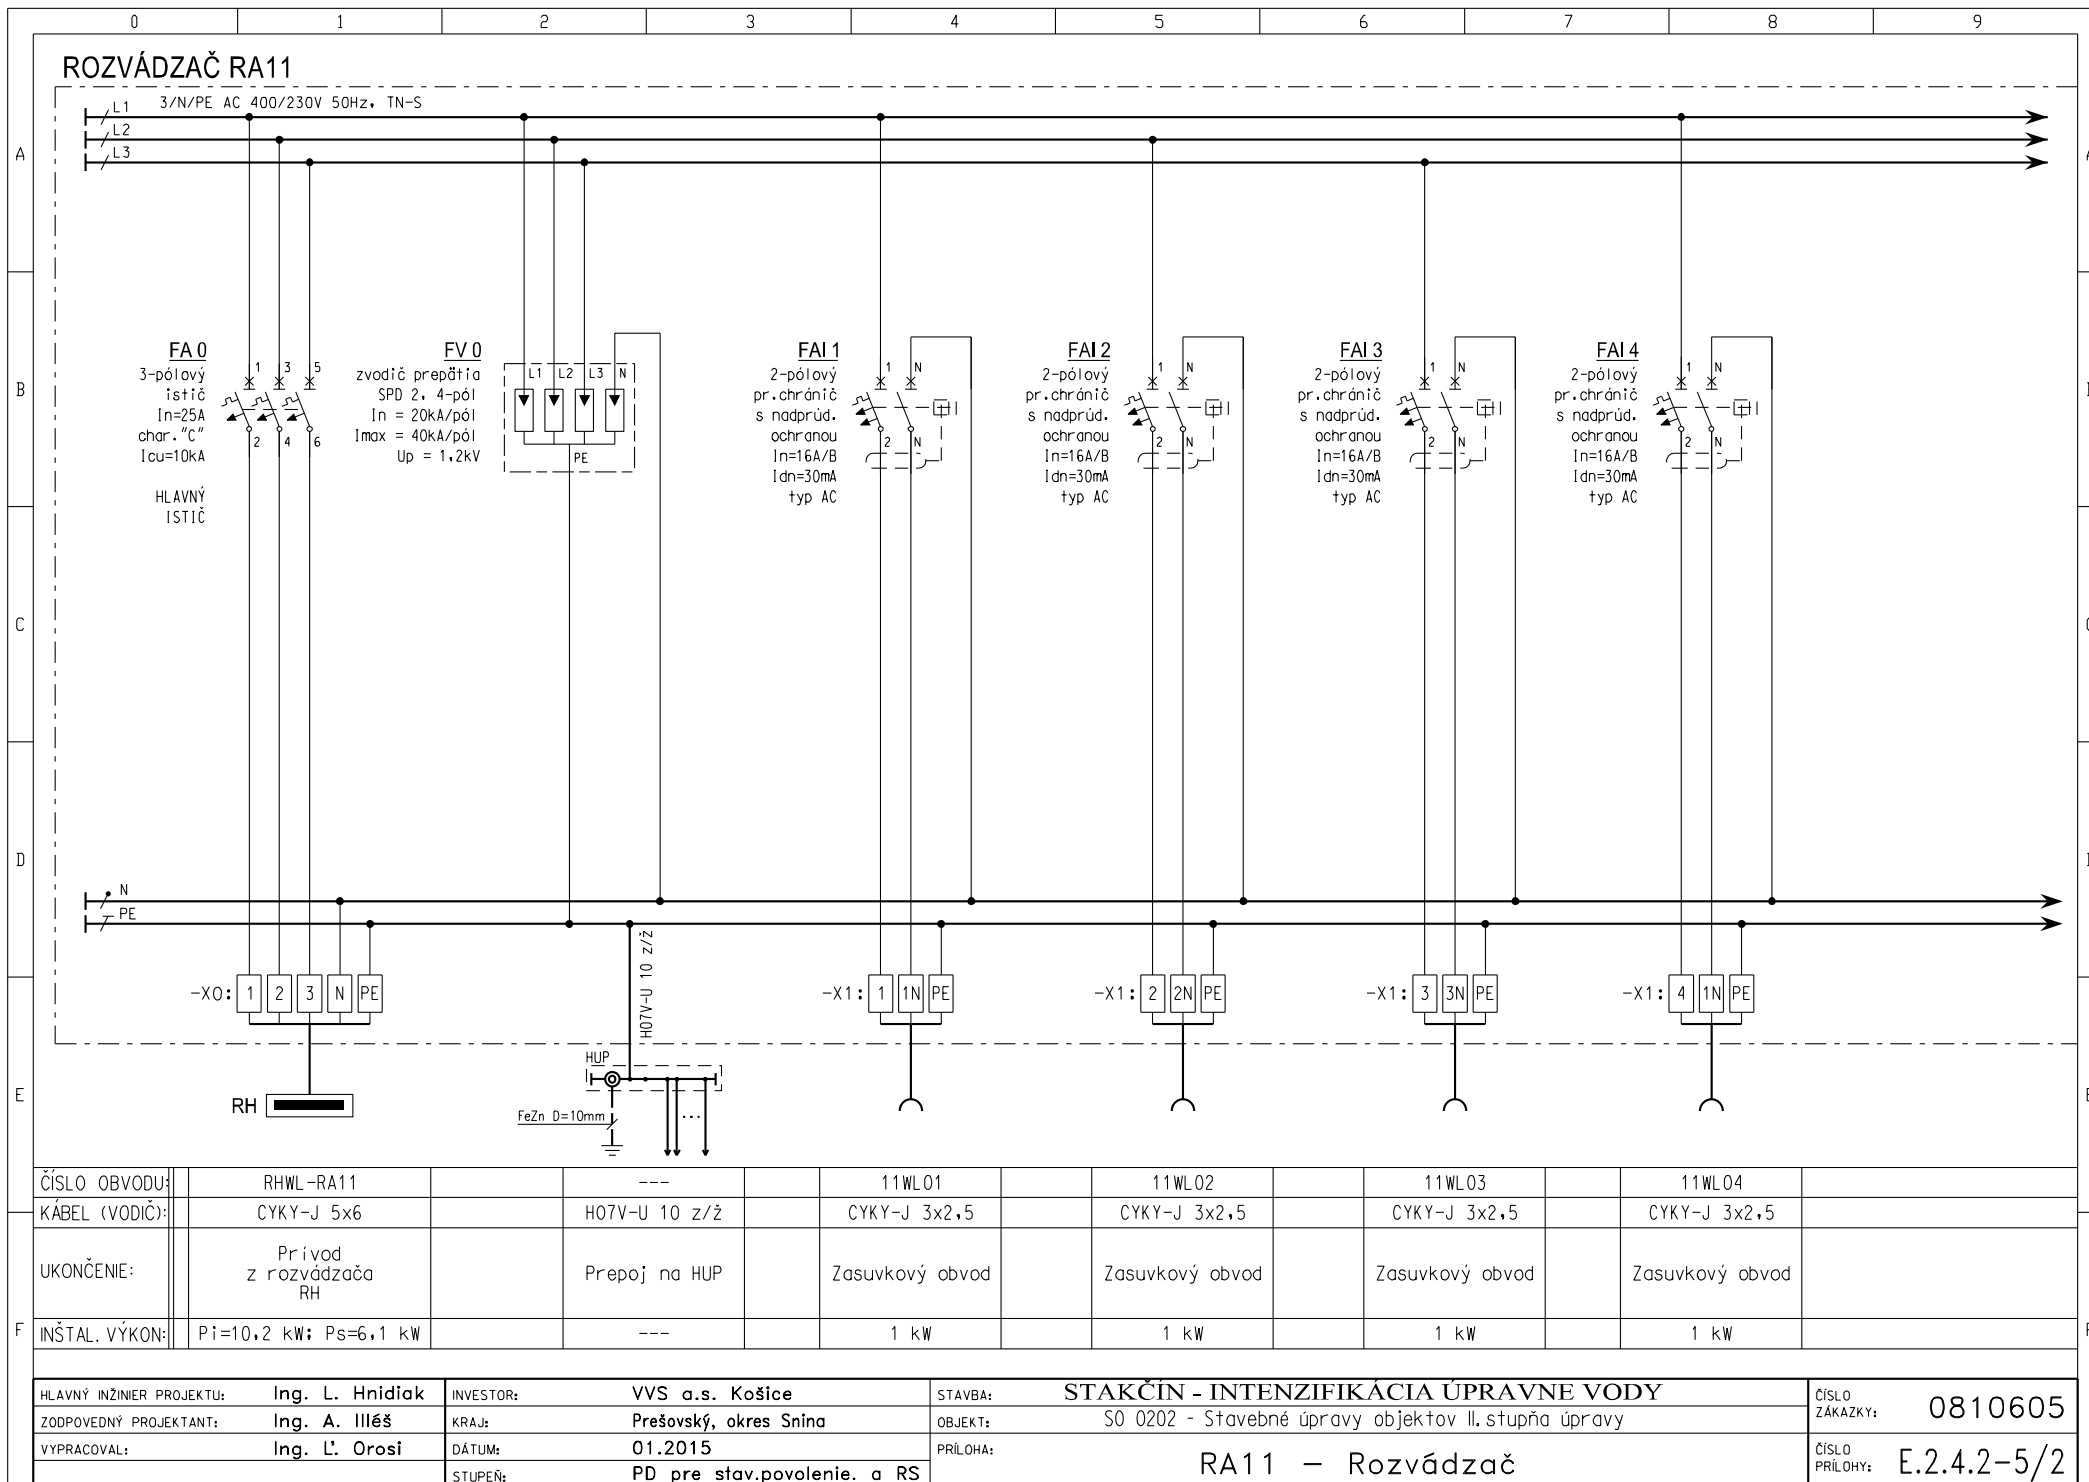 0 1 2 3 4 5 6 7 8 9
ROZVÁDZAČ RA11
L1 3/N/PE AC 400/230V 50Hz, TN-S
L2
L3
A
B
C
D
E
F
FA 0
3-pólový
istič
In=25A
char."C"
Icu=10kA
HLAVNÝ
ISTIČ
1 3 5
2 4 6
FV 0
zvodič prepätia
SPD 2, 4-pól
In = 20kA/pól
Imax = 40kA/pól
Up = 1,2kV
L1 L2 L3 N
PE
FAI 1
2-pólový
pr.chránič
s nadprúd.
ochranou
In=16A/B
Idn=30mA
typ AC
1 N
2 N
FAI 2
2-pólový
pr.chránič
s nadprúd.
ochranou
In=16A/B
Idn=30mA
typ AC
1 N
2 N
FAI 3
2-pólový
pr.chránič
s nadprúd.
ochranou
In=16A/B
Idn=30mA
typ AC
1 N
2 N
FAI 4
2-pólový
pr.chránič
s nadprúd.
ochranou
In=16A/B
Idn=30mA
typ AC
1 N
2 N
N
PE
H07V-U 10 z/ž
-X0: 1 2 3 N PE
-X1: 1 1N PE
-X1: 2 2N PE
-X1: 3 3N PE
-X1: 4 1N PE
RH
HUP
FeZn D=10mm
...
ČÍSLO OBVODU: RHWL-RA11 --- 11WL01 11WL02 11WL03 11WL04
KÁBEL (VODIČ): CYKY-J 5x6 H07V-U 10 z/ž CYKY-J 3x2,5 CYKY-J 3x2,5 CYKY-J 3x2,5 CYKY-J 3x2,5
UKONČENIE: Prívod
z rozvádzača
RH
Prepoj na HUP Zasuvkový obvod Zasuvkový obvod Zasuvkový obvod Zasuvkový obvod
INŠTAL. VÝKON: Pi=10,2 kW; Ps=6,1 kW --- 1 kW 1 kW 1 kW 1 kW
HLAVNÝ INŽINIER PROJEKTU: Ing. L. Hnidiak
ZODPOVEDNÝ PROJEKTANT: Ing. A. Illéš
VYPRACOVAL: Ing. Ľ. Orosi
INVESTOR: VVS a.s. Košice
KRAJ: Prešovský, okres Snina
DÁTUM: 01.2015
STUPEŇ: PD pre stav.povolenie. a RS
STAVBA: STAKČÍN - INTENZIFIKÁCIA ÚPRAVNE VODY
OBJEKT: SO 0202 - Stavebné úpravy objektov II. stupňa úpravy
PRÍLOHA: RA11 – Rozvádzač
ČÍSLO
ZÁKAZKY: 0810605
ČÍSLO
PRÍLOHY: E.2.4.2-5/2